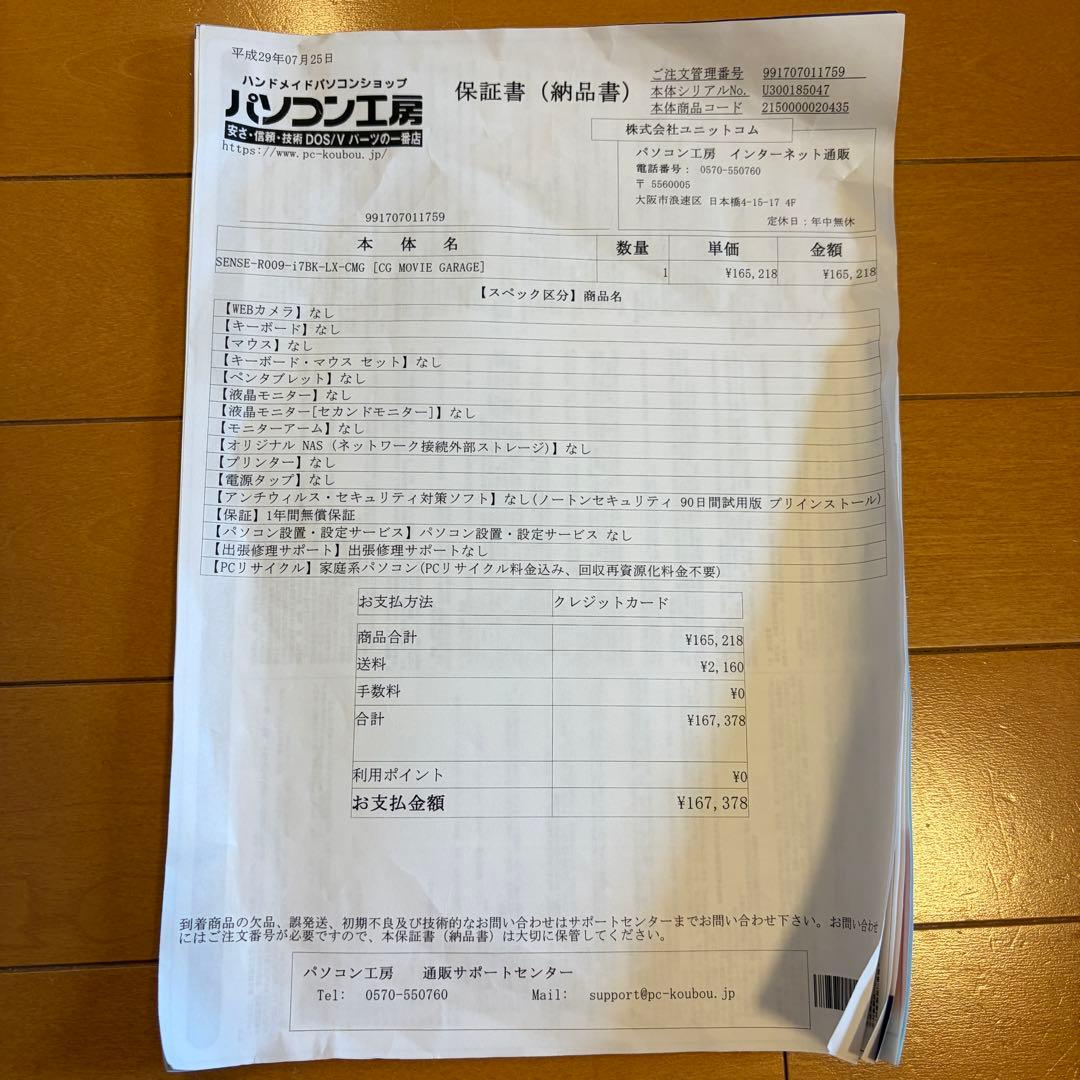 平成29年07月25日
ハンドメイドパソコンショップ
パソコン工房
安さ・信頼・技術 DOS/V パーツの一番店
https://www.pc-koubou.jp/
保証書（納品書）
ご注文管理番号 991707011759
本体シリアルNo. U300185047
本体商品コード 2150000020435
株式会社ユニットコム
パソコン工房 インターネット通販
電話番号： 0570-550760
〒 5560005
大阪市浪速区 日本橋4-15-17 4F
定休日：年中無休
991707011759
本 体 名 数量 単価 金額
SENSE-R009-i7BK-LX-CMG [CG MOVIE GARAGE] 1 ¥165,218 ¥165,218
【スペック区分】商品名
【WEBカメラ】なし
【キーボード】なし
【マウス】なし
【キーボード・マウス セット】なし
【ペンタブレット】なし
【液晶モニター】なし
【液晶モニター[セカンドモニター]】なし
【モニターアーム】なし
【オリジナル NAS（ネットワーク接続外部ストレージ)】なし
【プリンター】なし
【電源タップ】なし
【アンチウィルス・セキュリティ対策ソフト】なし(ノートンセキュリティ 90日間試用版 プリインストール)
【保証】1年間無償保証
【パソコン設置・設定サービス】パソコン設置・設定サービス なし
【出張修理サポート】出張修理サポートなし
【PCリサイクル】家庭系パソコン(PCリサイクル料金込み、回収再資源化料金不要)
お支払方法 クレジットカード
商品合計 ¥165,218
送料 ¥2,160
手数料 ¥0
合計 ¥167,378
利用ポイント ¥0
お支払金額 ¥167,378
到着商品の欠品、誤発送、初期不良及び技術的なお問い合わせはサポートセンターまでお問い合わせ下さい。お問い合わせ
にはご注文番号が必要ですので、本保証書（納品書）は大切に保管してください。
パソコン工房 通販サポートセンター
Tel: 0570-550760 Mail: support@pc-koubou.jp